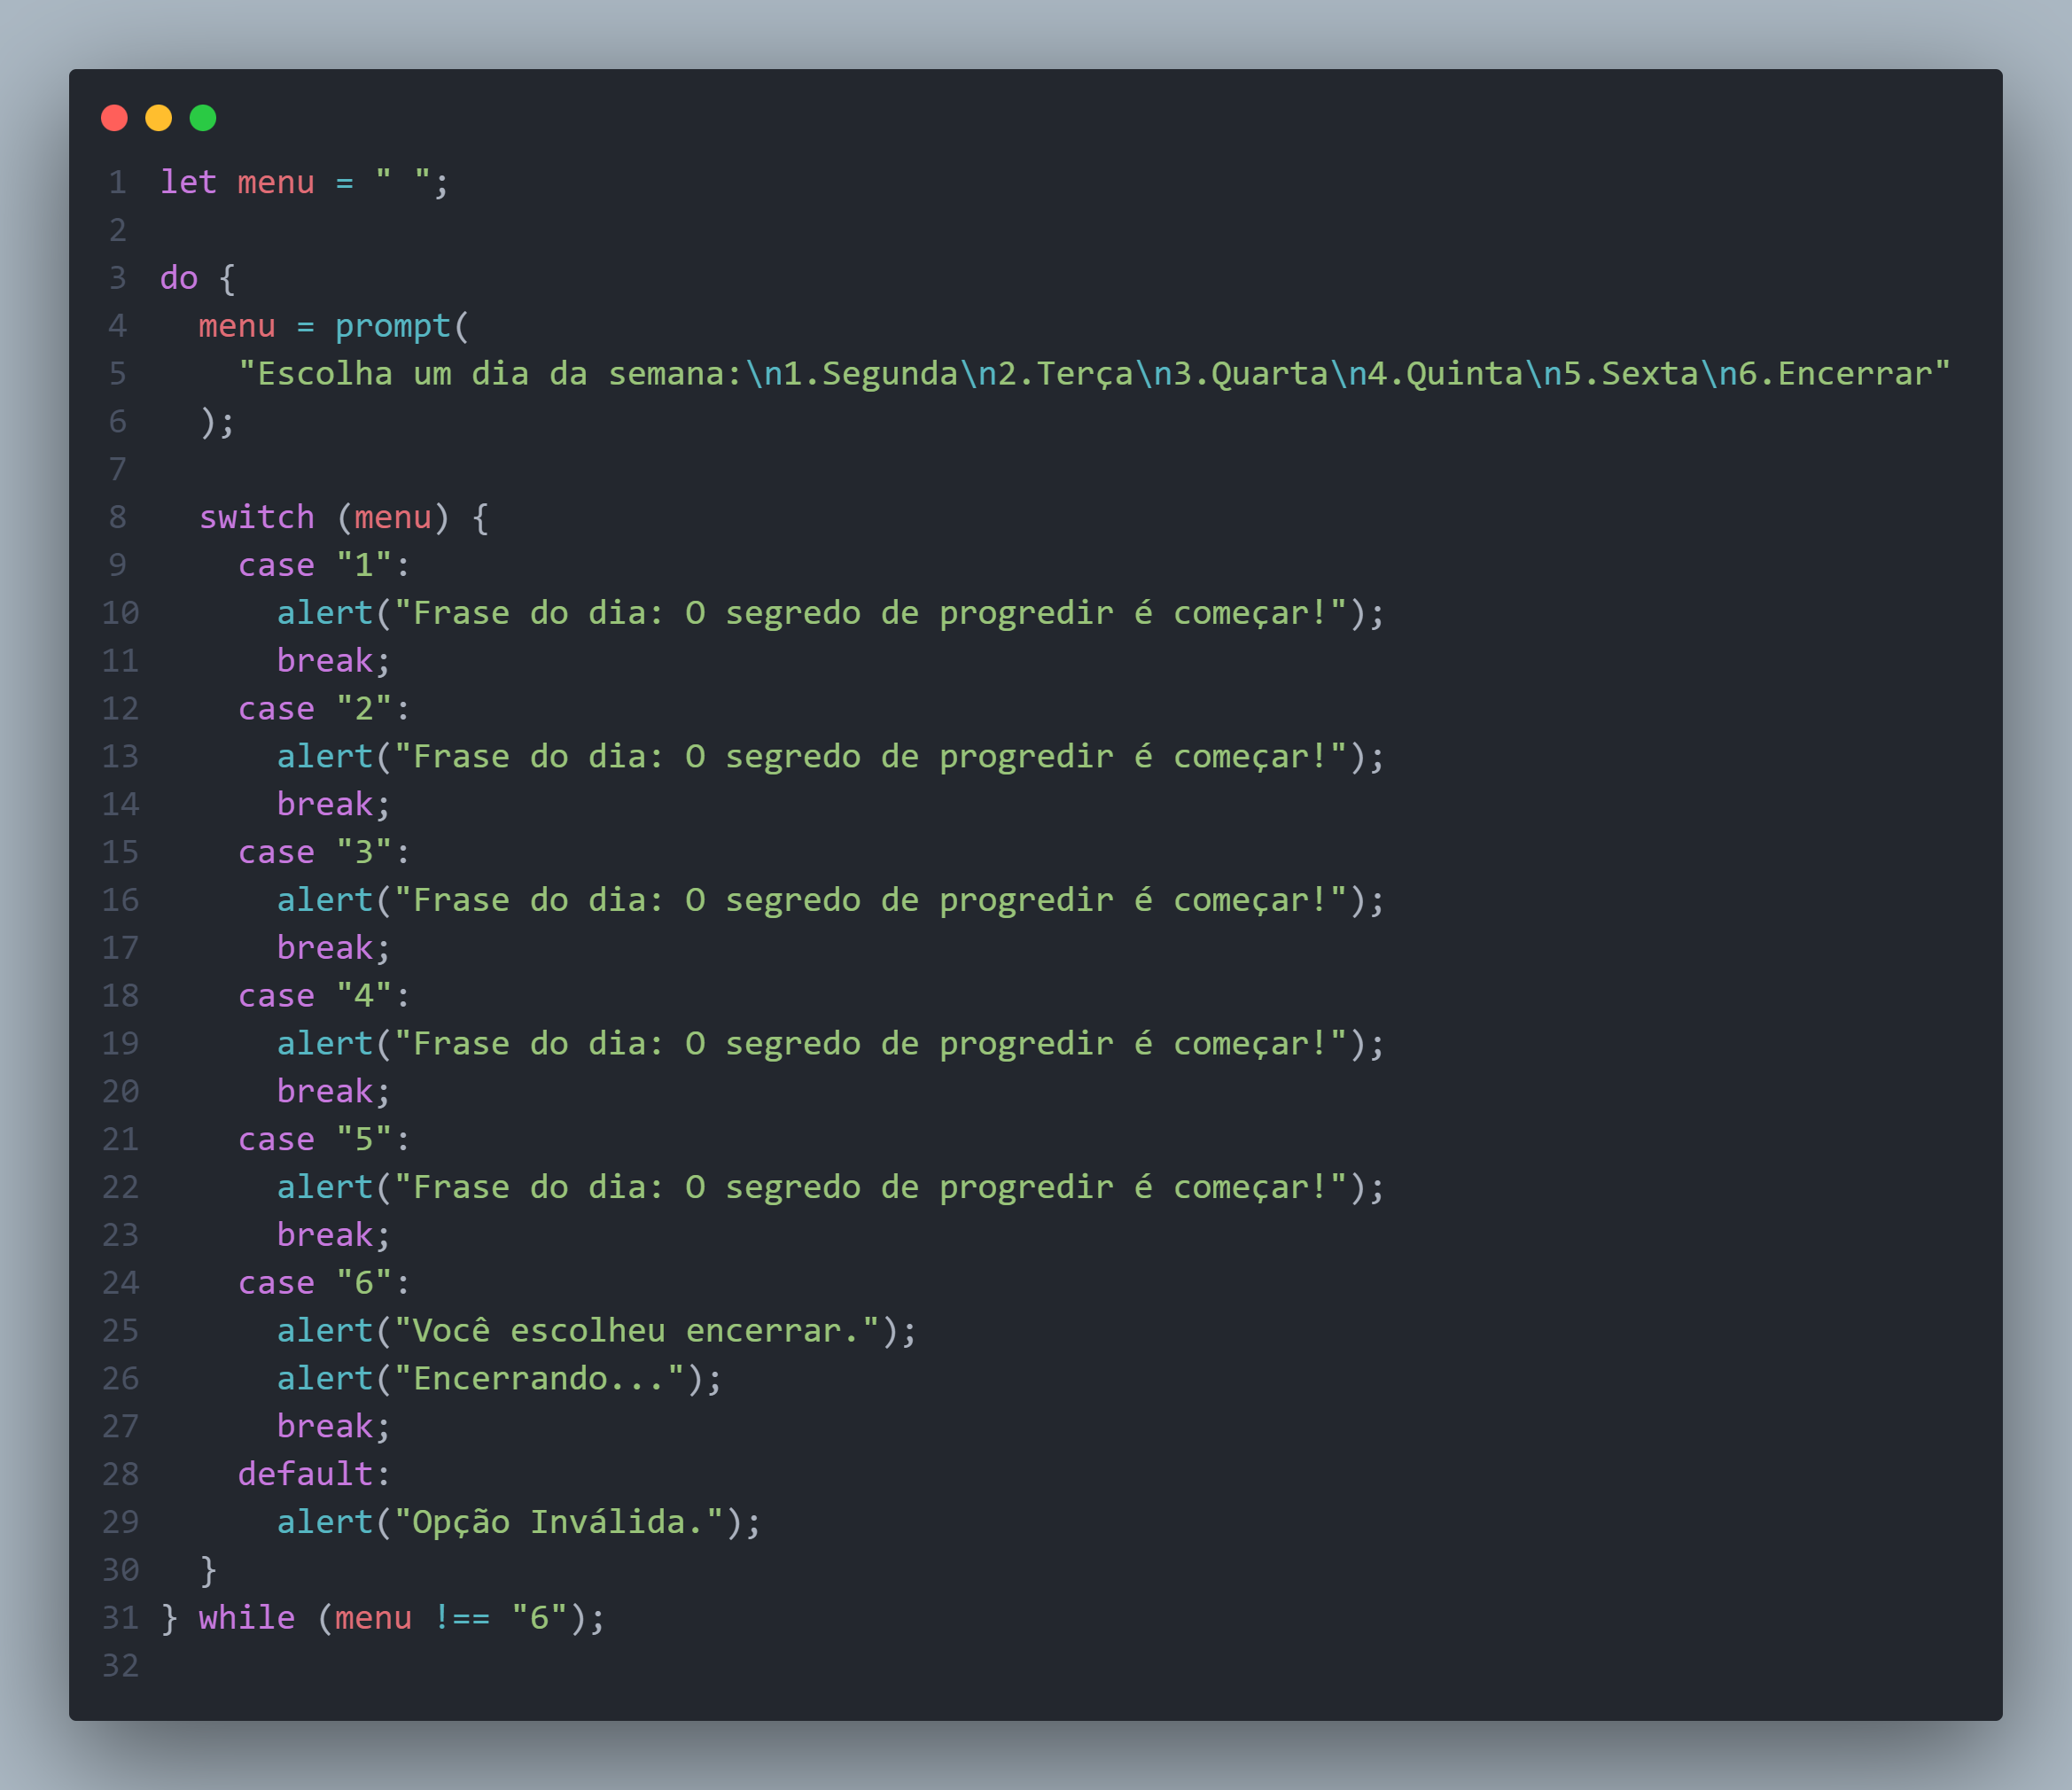 1 let menu = " ";
2
3 do {
4   menu = prompt(
5     "Escolha um dia da semana:\n1.Segunda\n2.Terça\n3.Quarta\n4.Quinta\n5.Sexta\n6.Encerrar"
6   );
7
8   switch (menu) {
9     case "1":
10       alert("Frase do dia: O segredo de progredir é começar!");
11       break;
12     case "2":
13       alert("Frase do dia: O segredo de progredir é começar!");
14       break;
15     case "3":
16       alert("Frase do dia: O segredo de progredir é começar!");
17       break;
18     case "4":
19       alert("Frase do dia: O segredo de progredir é começar!");
20       break;
21     case "5":
22       alert("Frase do dia: O segredo de progredir é começar!");
23       break;
24     case "6":
25       alert("Você escolheu encerrar.");
26       alert("Encerrando...");
27       break;
28     default:
29       alert("Opção Inválida.");
30   }
31 } while (menu !== "6");
32